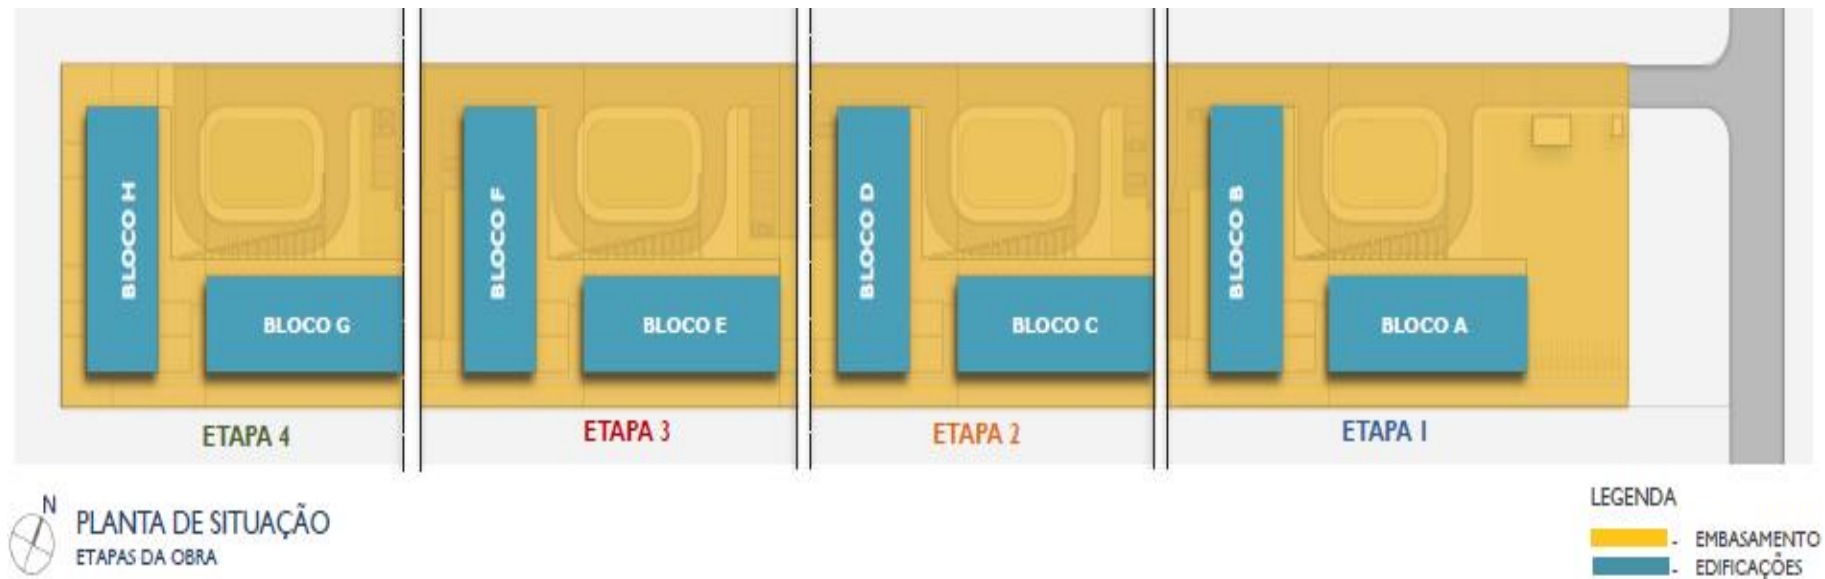 BLOCO H
BLOCO G
BLOCO F
BLOCO E
BLOCO D
BLOCO C
BLOCO B
BLOCO A
ETAPA 4
ETAPA 3
ETAPA 2
ETAPA 1
N
PLANTA DE SITUAÇÃO
ETAPAS DA OBRA
LEGENDA
- EMBASAMENTO
- EDIFICAÇÕES